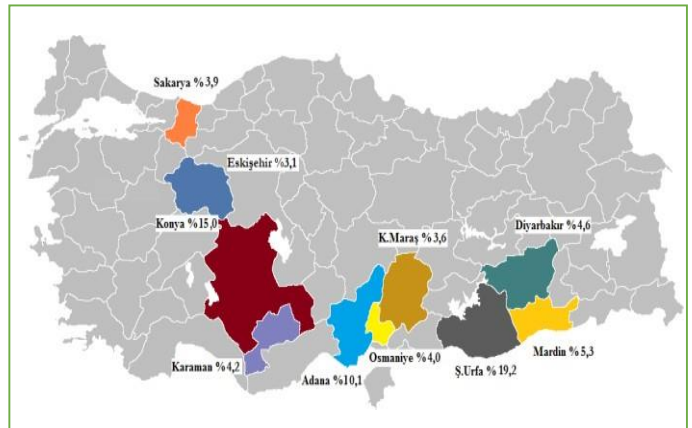 Sakarya %3,9
Eskişehir %3,1
Konya %15,0
K.Maraş %3,6
Diyarbakır %4,6
Karaman %4,2
Adana %10,1
Osmaniye %4,0
Ş.Urfa %19,2
Mardin %5,3